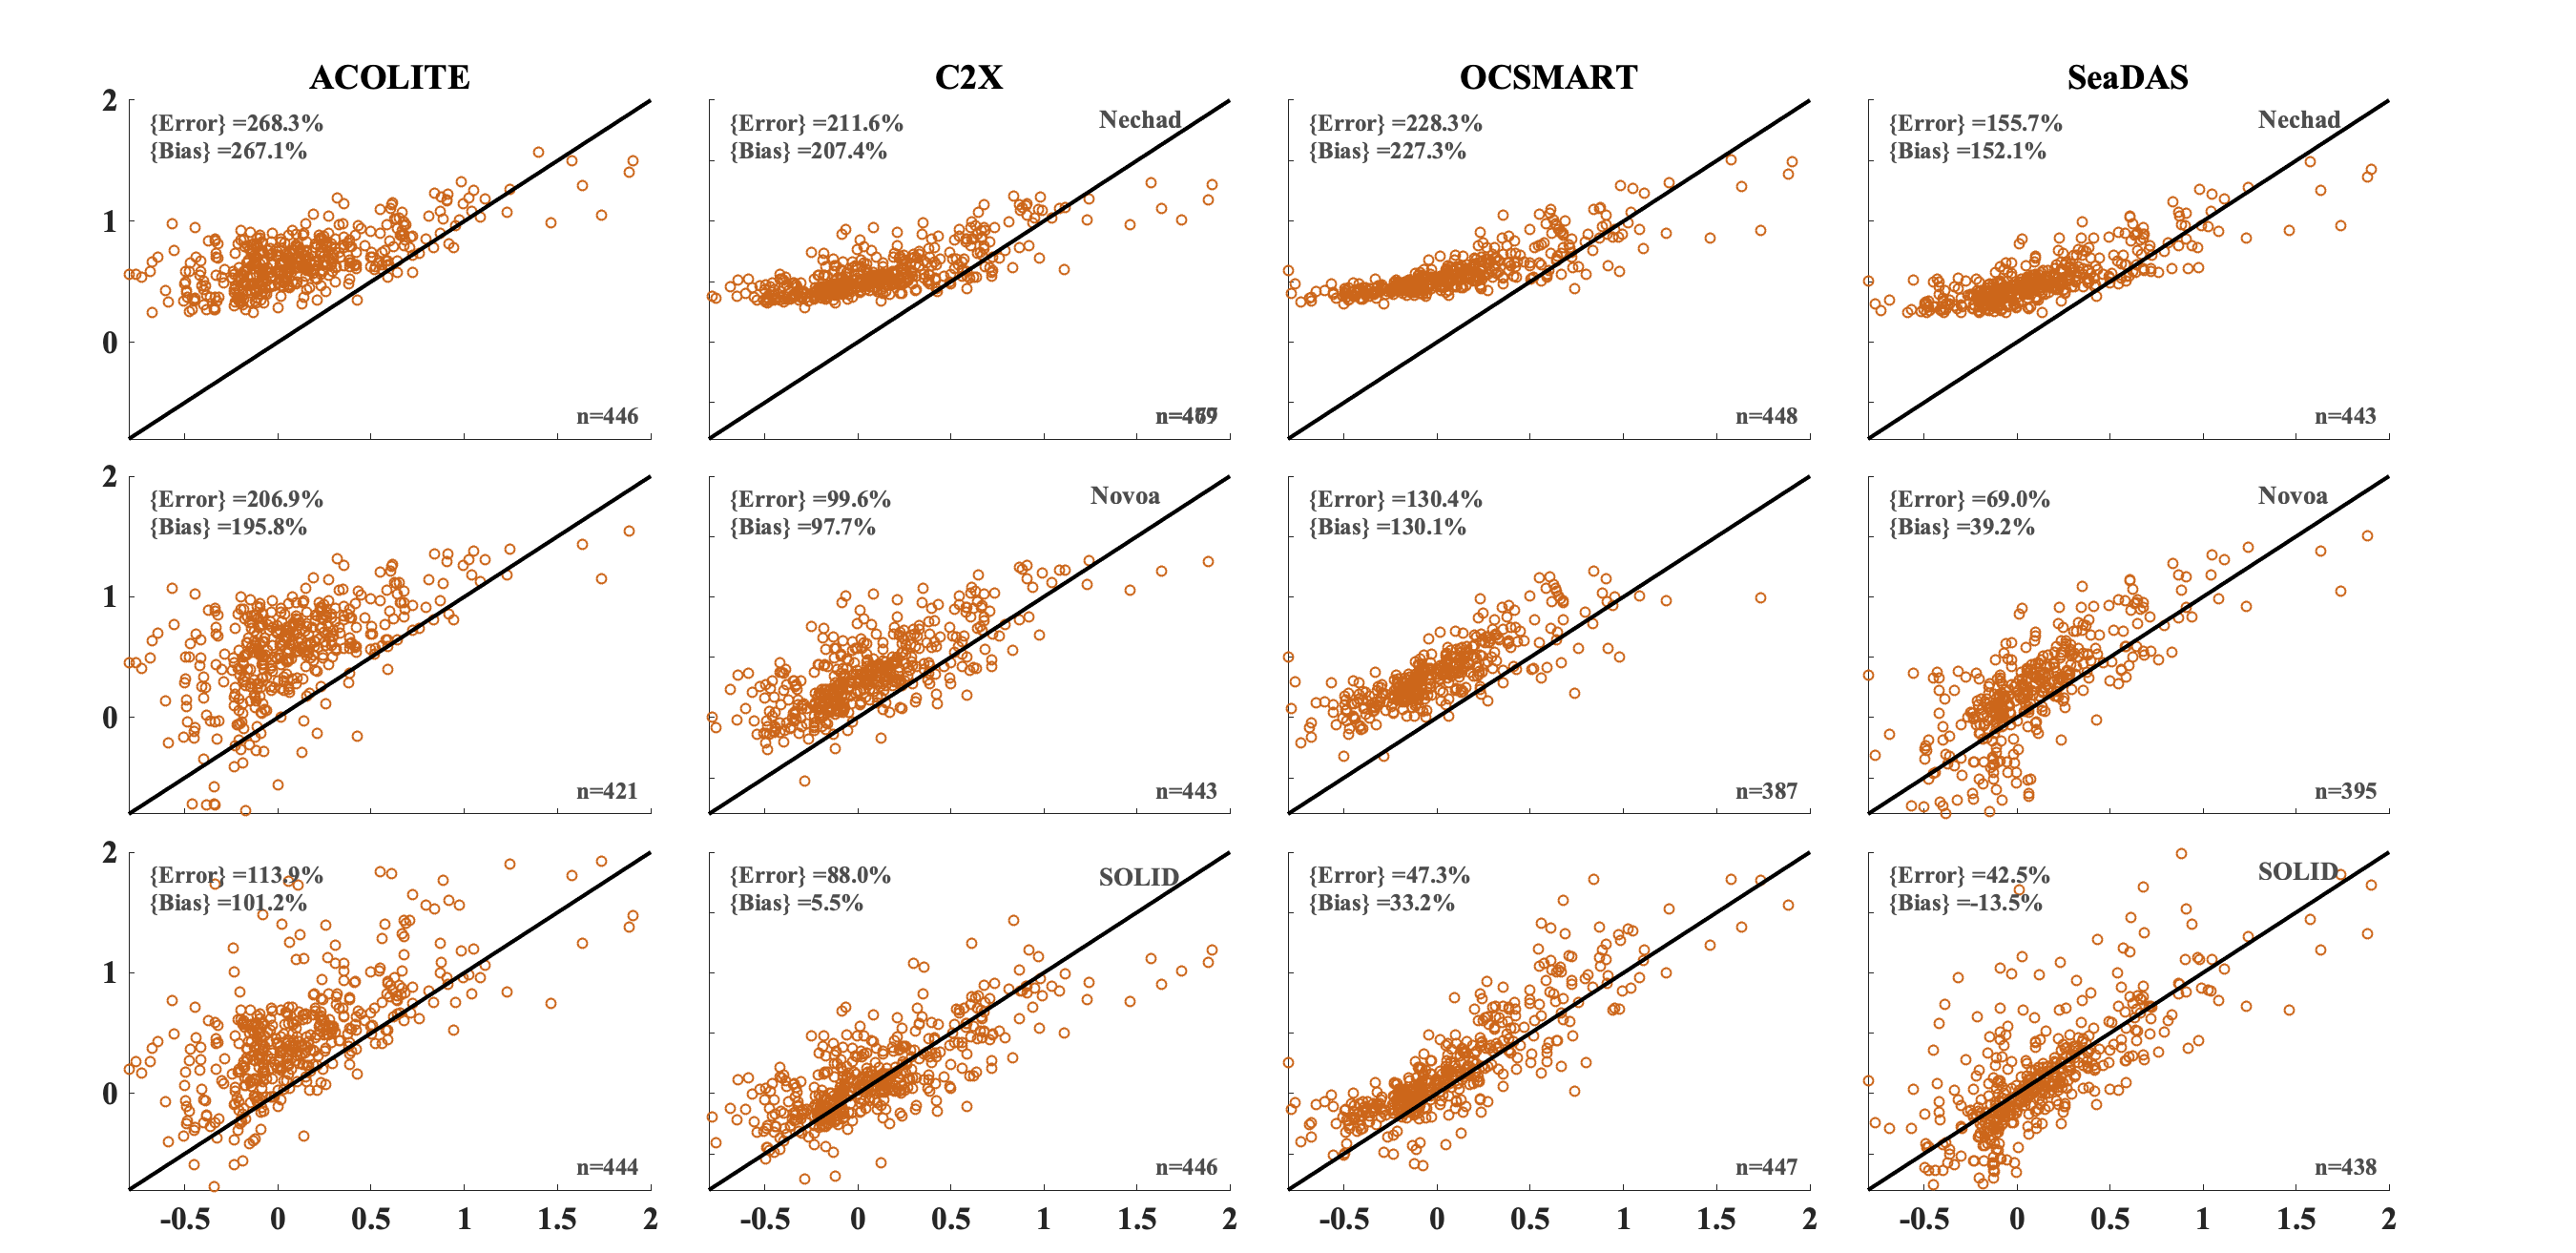 ACOLITE C2X OCSMART SeaDAS
2
{Error} =268.3%
{Bias} =267.1%
1
0
n=446
{Error} =211.6%
{Bias} =207.4%
Nechad
{Error} =228.3%
{Bias} =227.3%
n=448
{Error} =155.7%
{Bias} =152.1%
Nechad
n=443
2
{Error} =206.9%
{Bias} =195.8%
1
0
n=421
{Error} =99.6%
{Bias} =97.7%
Novoa
n=443
{Error} =130.4%
{Bias} =130.1%
n=387
{Error} =69.0%
{Bias} =39.2%
Novoa
n=395
2
{Error} =113.9%
{Bias} =101.2%
1
0
n=444
{Error} =88.0%
{Bias} =5.5%
SOLID
n=446
{Error} =47.3%
{Bias} =33.2%
n=447
{Error} =42.5%
{Bias} =-13.5%
SOLID
n=438
-0.5 0 0.5 1 1.5 2
-0.5 0 0.5 1 1.5 2
-0.5 0 0.5 1 1.5 2
-0.5 0 0.5 1 1.5 2